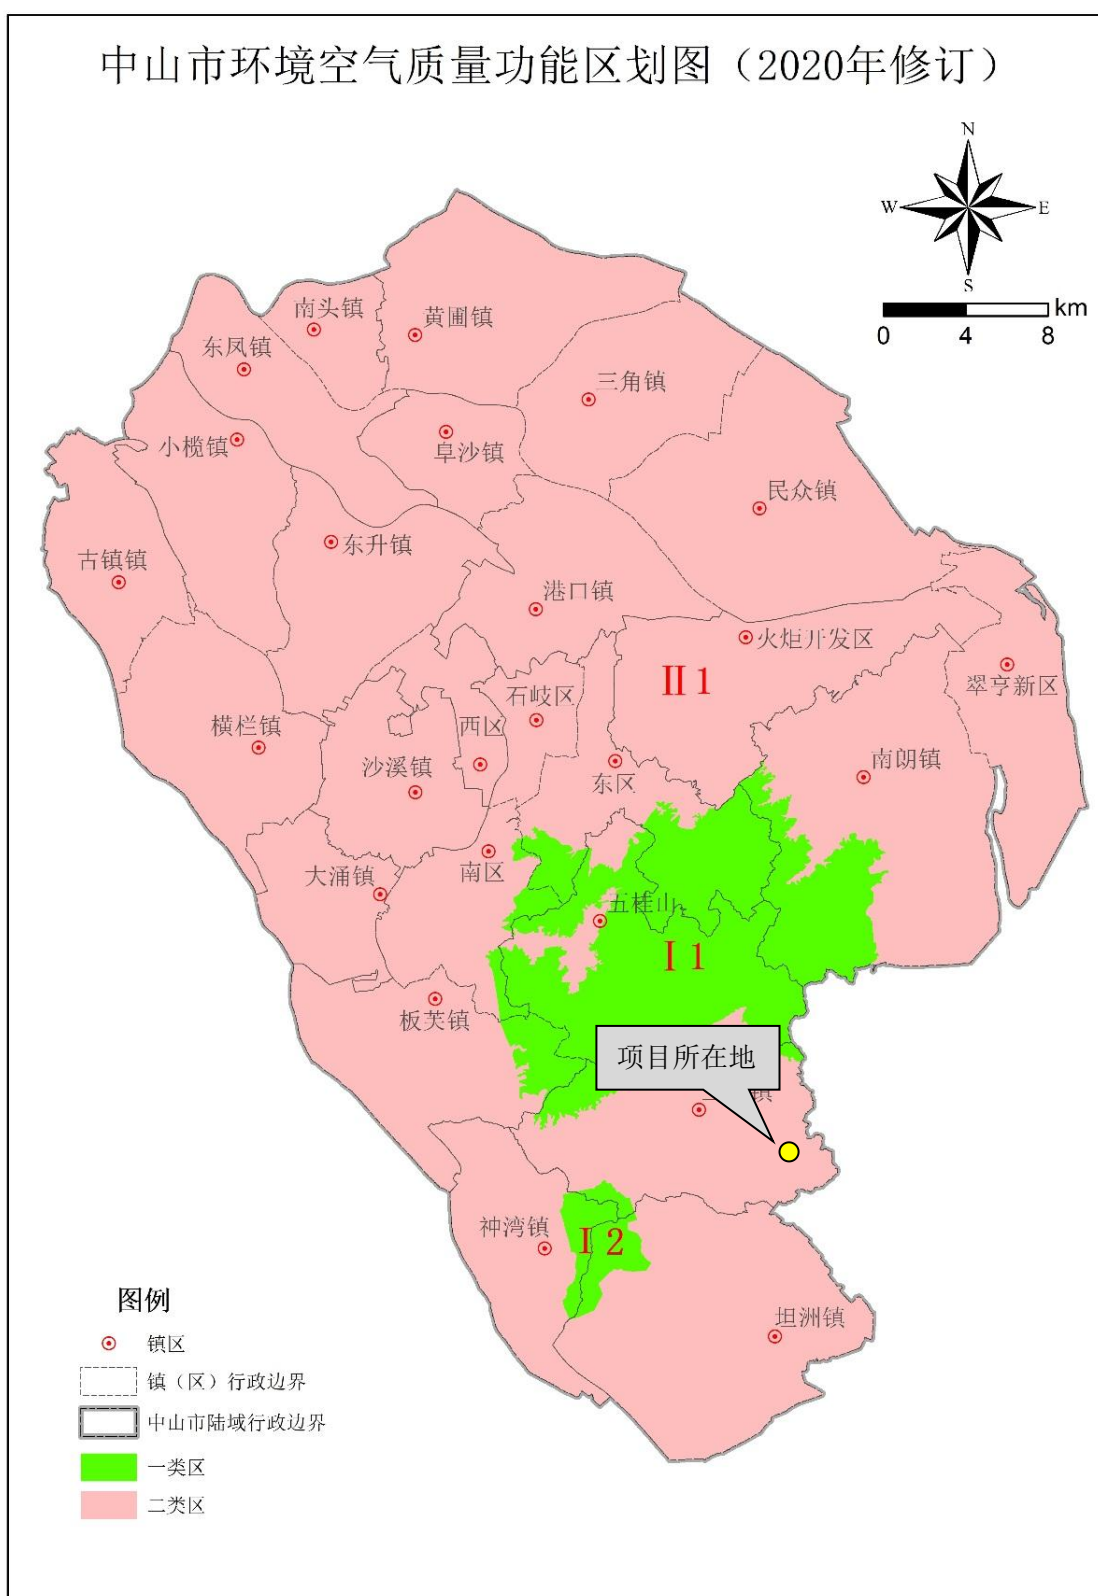 中山市环境空气质量功能区划图（2020年修订）
N
W
E
S
km
0 4 8
南头镇
黄圃镇
东凤镇
三角镇
小榄镇
阜沙镇
民众镇
东升镇
古镇镇
港口镇
火炬开发区
Ⅱ1
翠亨新区
石岐区
横栏镇
西区
沙溪镇
东区
南朗镇
南区
大涌镇
五桂山
Ⅰ1
板芙镇
项目所在地
镇
神湾镇
Ⅰ2
坦洲镇
图例
镇区
镇（区）行政边界
中山市陆域行政边界
一类区
二类区